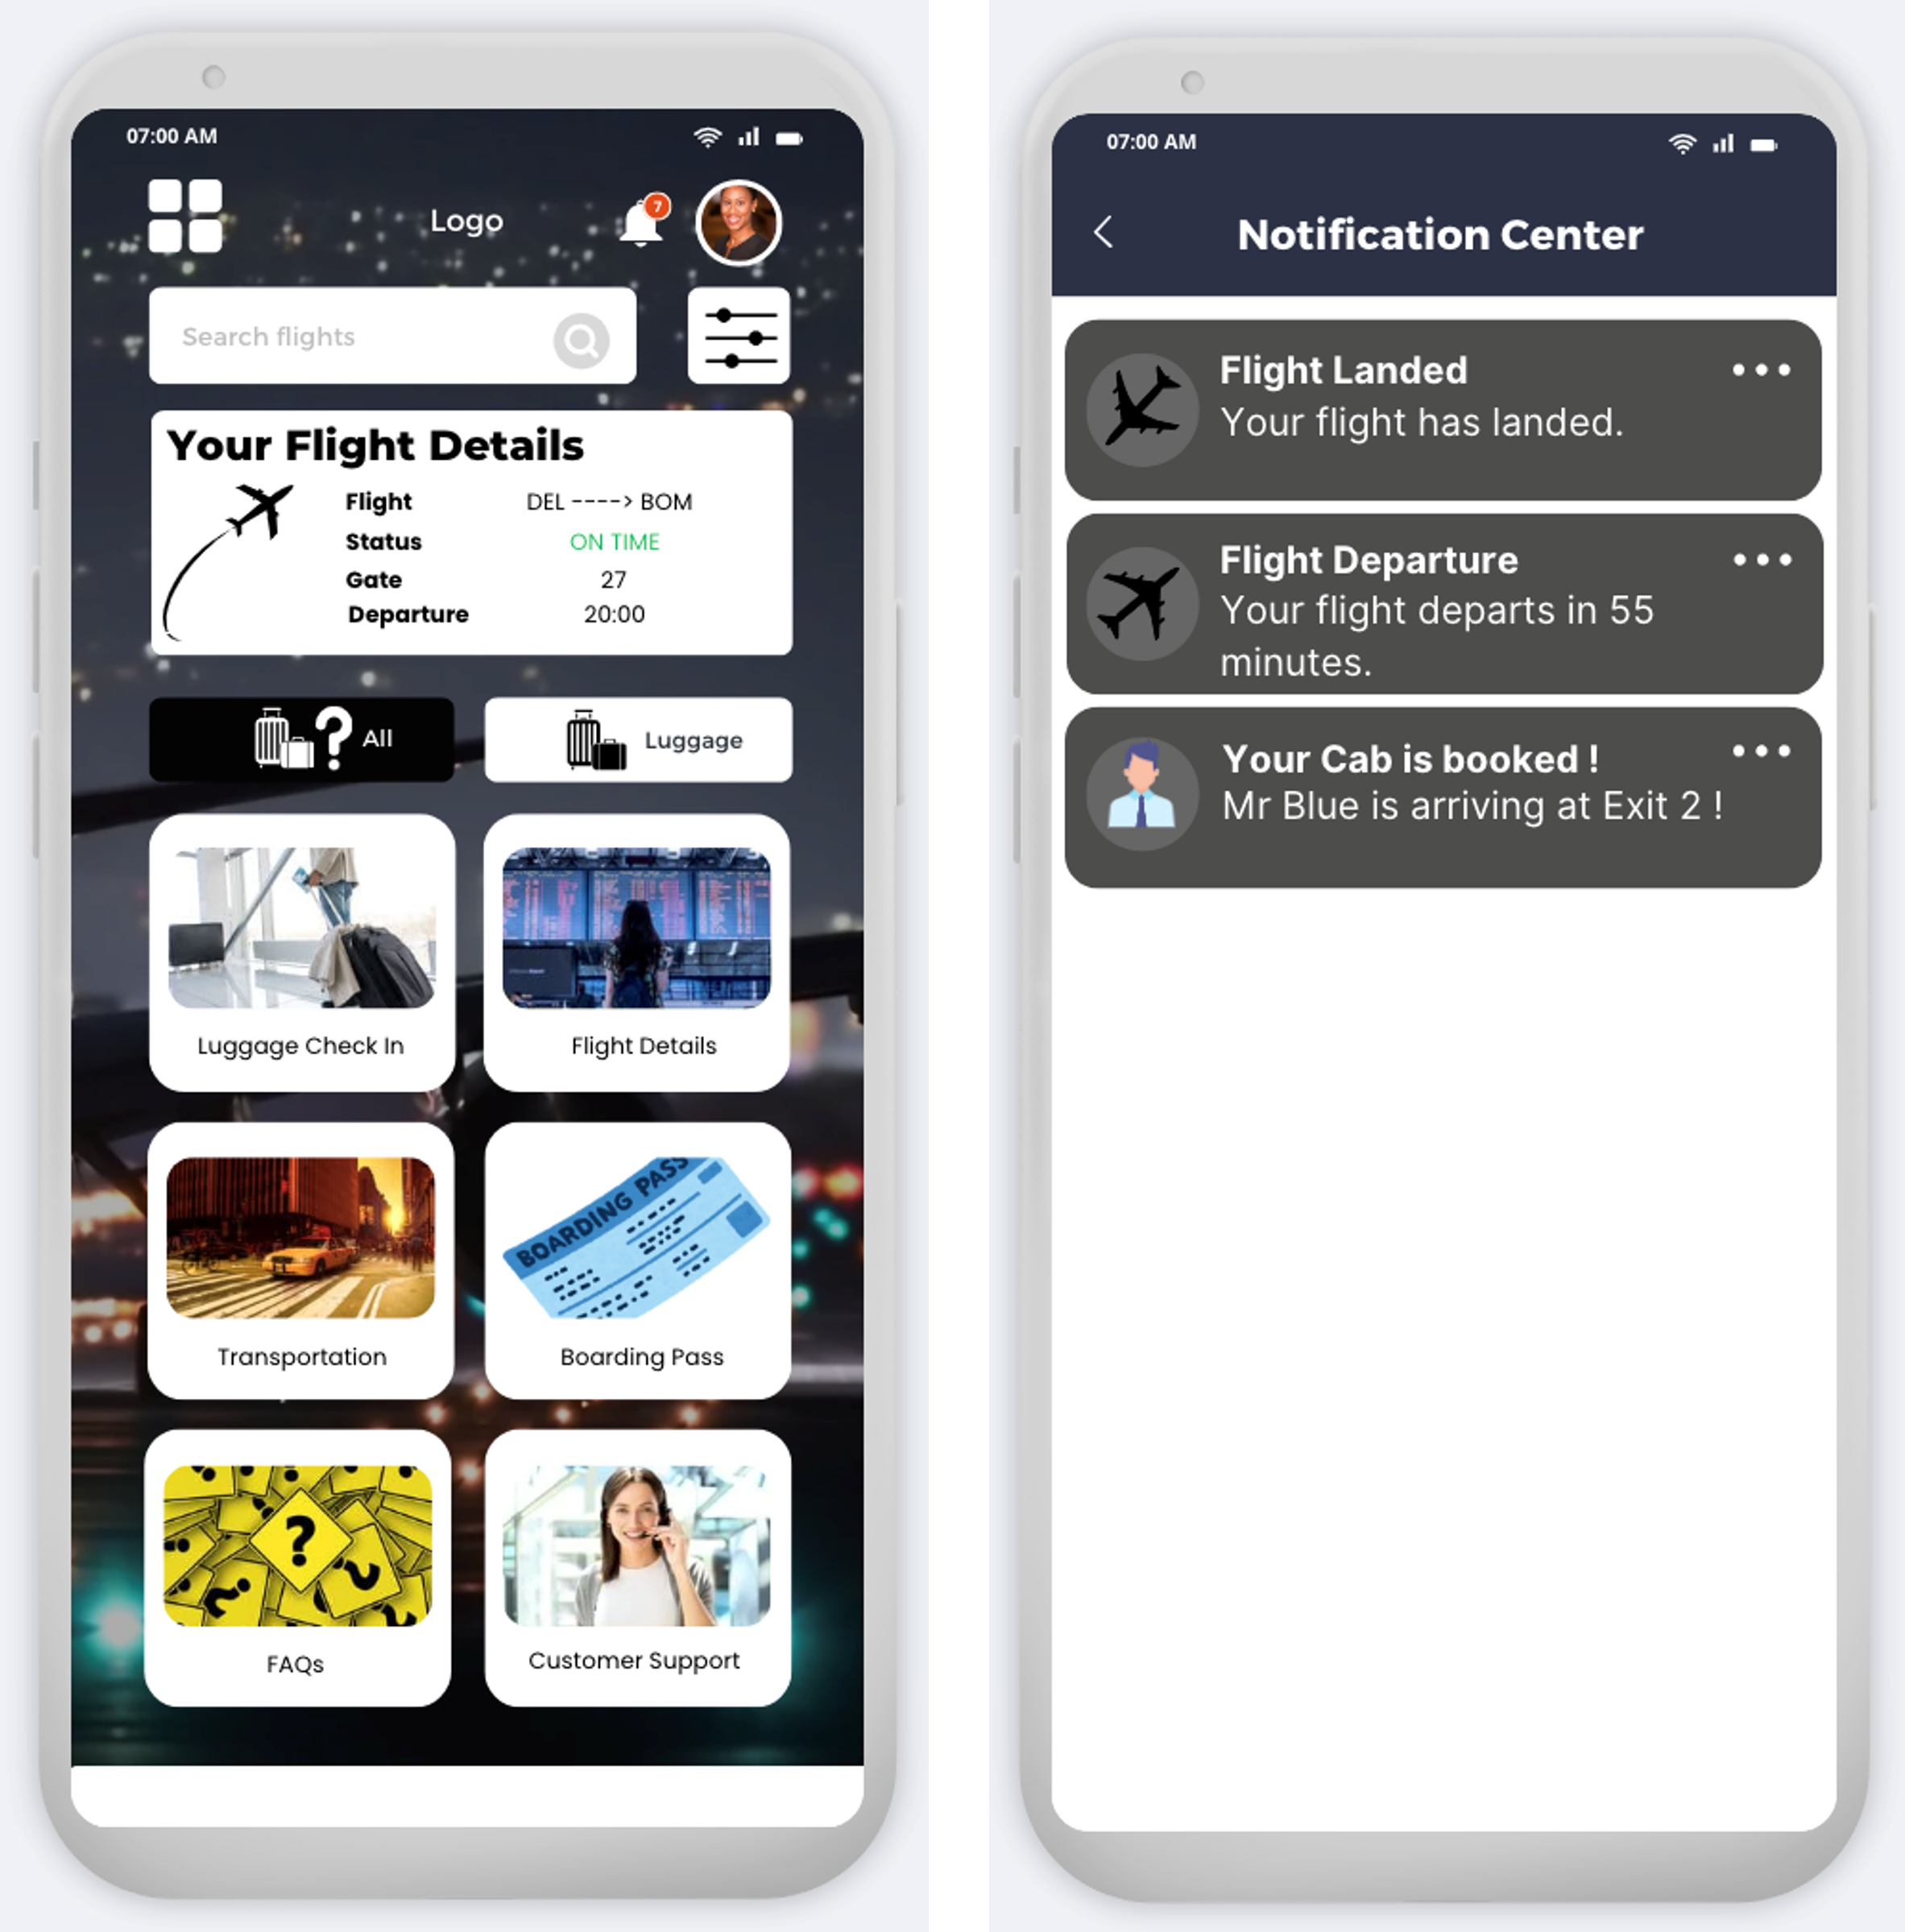 07:00 AM
Logo
7
Search flights
Your Flight Details
Flight DEL ----> BOM
Status ON TIME
Gate 27
Departure 20:00
? All
Luggage
Luggage Check In
Flight Details
BOARDING PASS
Transportation
Boarding Pass
?
FAQs
Customer Support
07:00 AM
Notification Center
Flight Landed
Your flight has landed.
Flight Departure
Your flight departs in 55
minutes.
Your Cab is booked !
Mr Blue is arriving at Exit 2 !